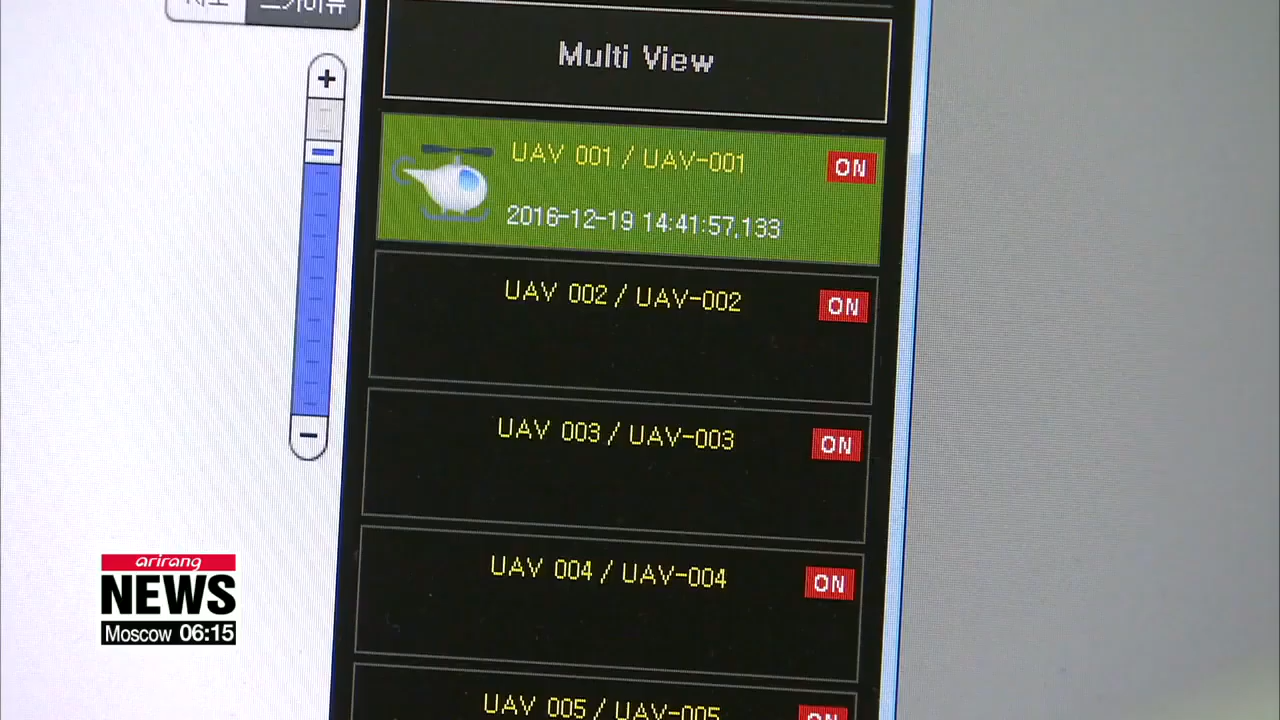 Multi View
UAV 001 / UAV-001
ON
2016-12-19 14:41:57,133
UAV 002 / UAV-002
ON
UAV 003 / UAV-003
ON
UAV 004 / UAV-004
ON
UAV 005 / UAV-005
ON
arirang
NEWS
Moscow 06:15